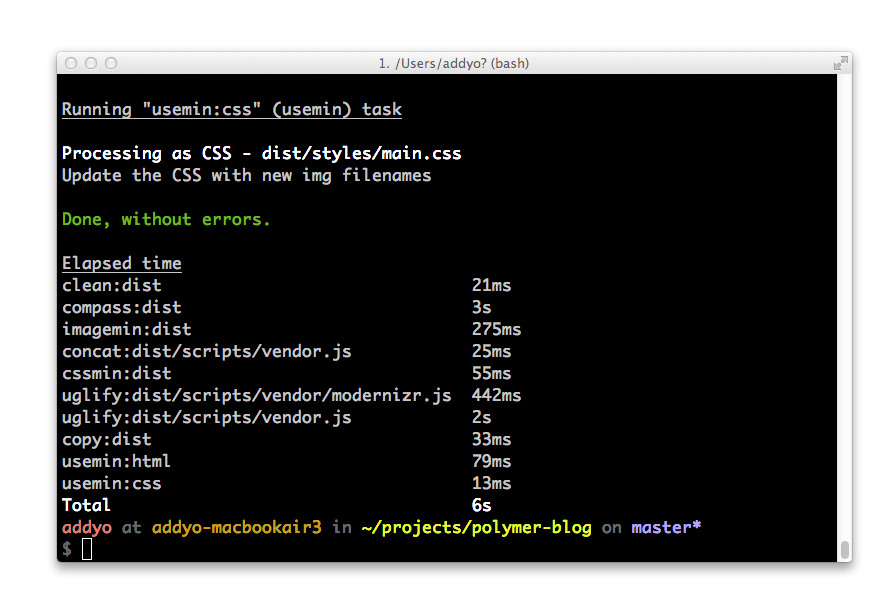 1. /Users/addyo? (bash)
Running "usemin:css" (usemin) task
Processing as CSS - dist/styles/main.css
Update the CSS with new img filenames
Done, without errors.
Elapsed time
clean:dist 21ms
compass:dist 3s
imagemin:dist 275ms
concat:dist/scripts/vendor.js 25ms
cssmin:dist 55ms
uglify:dist/scripts/vendor/modernizr.js 442ms
uglify:dist/scripts/vendor.js 2s
copy:dist 33ms
usemin:html 79ms
usemin:css 13ms
Total 6s
addyo at addyo-macbookair3 in ~/projects/polymer-blog on master*
$